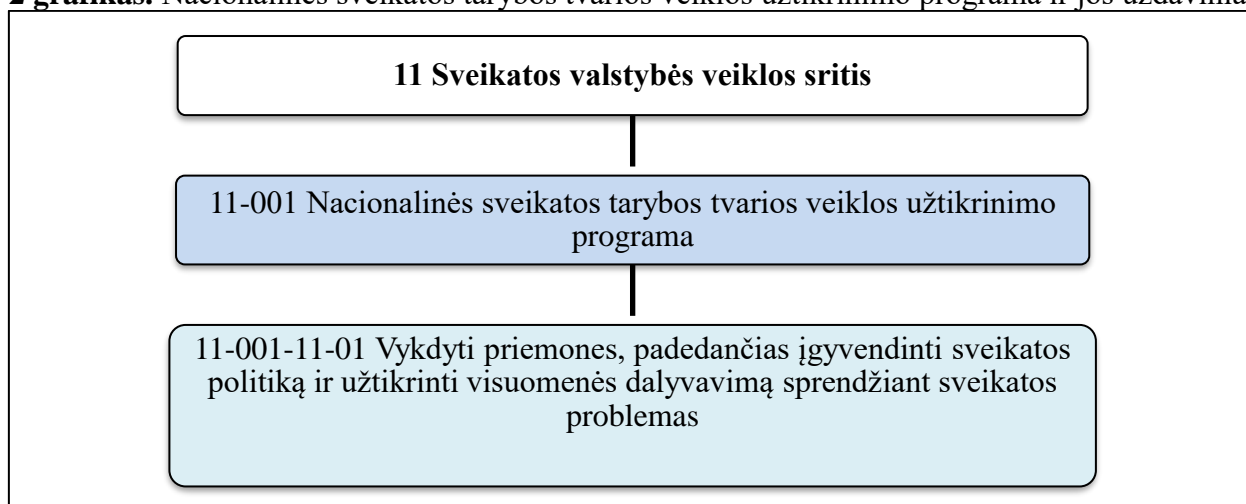 2 grafikas. Nacionalinės sveikatos tarybos tvarios veiklos užtikrinimo programa ir jos uždavinia
11 Sveikatos valstybės veiklos sritis
11-001 Nacionalinės sveikatos tarybos tvarios veiklos užtikrinimo
programa
11-001-11-01 Vykdyti priemones, padedančias įgyvendinti sveikatos
politiką ir užtikrinti visuomenės dalyvavimą sprendžiant sveikatos
problemas